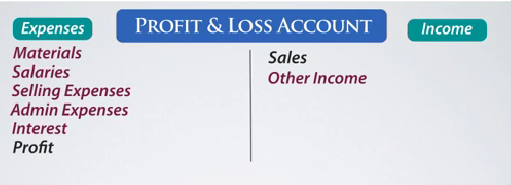 Expenses
PROFIT & LOSS ACCOUNT
Income
Materials
Salaries
Selling Expenses
Admin Expenses
Interest
Profit
Sales
Other Income